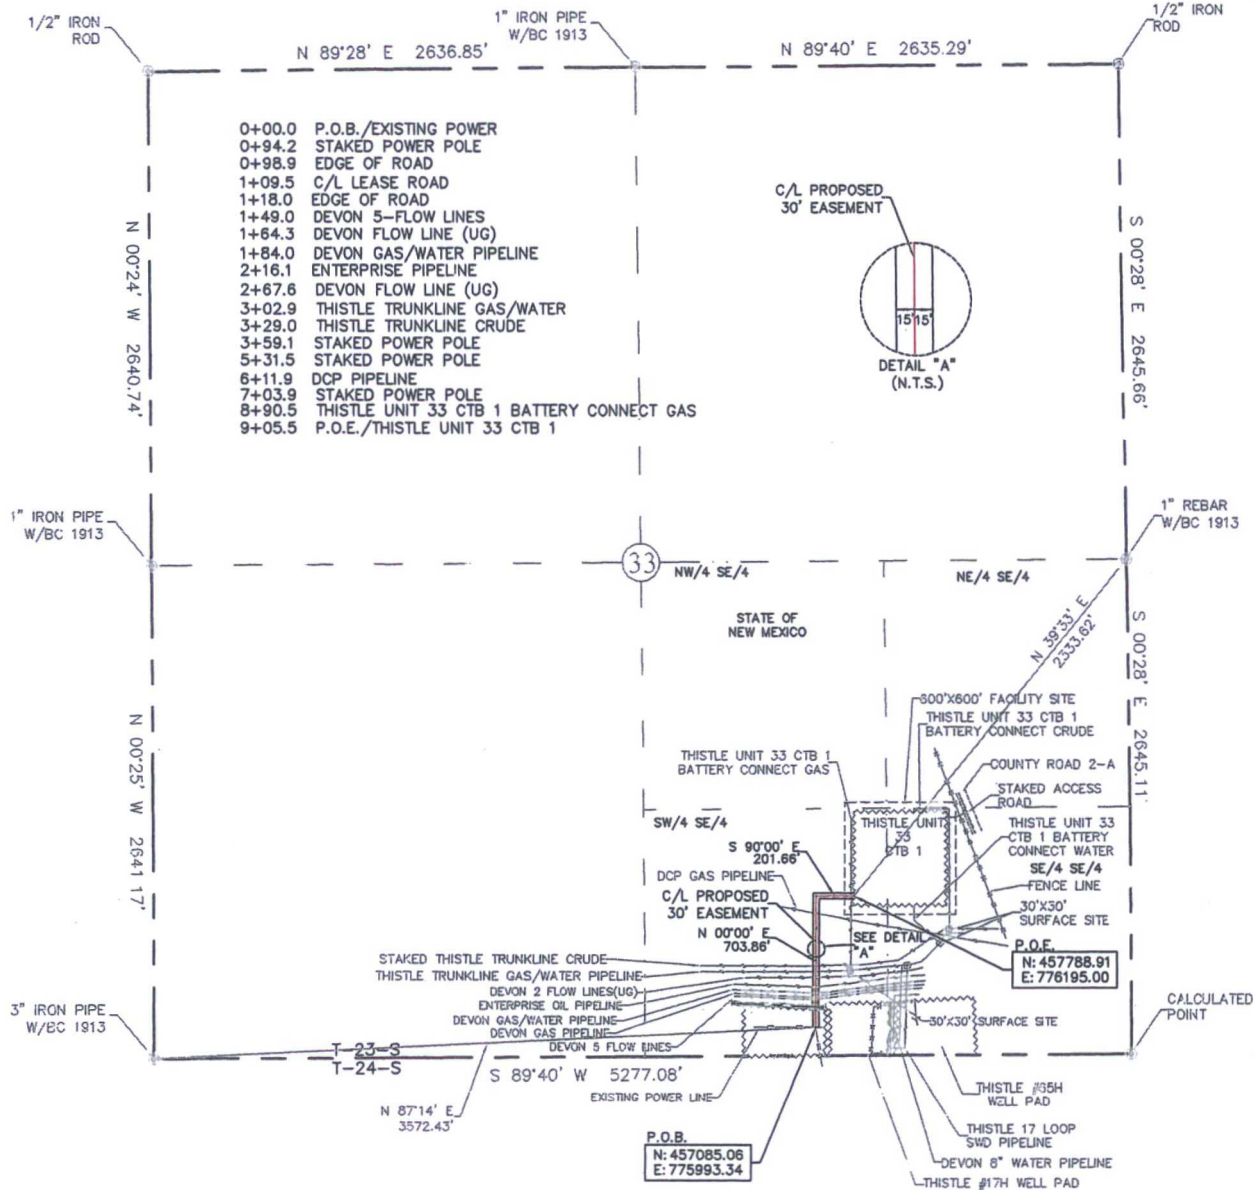 1/2" IRON
ROD
1" IRON PIPE
W/BC 1913
1/2" IRON
ROD
N 89°28' E 2636.85'
N 89°40' E 2635.29'
0+00.0 P.O.B./EXISTING POWER
0+94.2 STAKED POWER POLE
0+98.9 EDGE OF ROAD
1+09.5 C/L LEASE ROAD
1+18.0 EDGE OF ROAD
1+49.0 DEVON 5-FLOW LINES
1+64.3 DEVON FLOW LINE (UG)
1+84.0 DEVON GAS/WATER PIPELINE
2+16.1 ENTERPRISE PIPELINE
2+67.6 DEVON FLOW LINE (UG)
3+02.9 THISTLE TRUNKLINE GAS/WATER
3+29.0 THISTLE TRUNKLINE CRUDE
3+59.1 STAKED POWER POLE
5+31.5 STAKED POWER POLE
6+11.9 DCP PIPELINE
7+03.9 STAKED POWER POLE
8+90.5 THISTLE UNIT 33 CTB 1 BATTERY CONNECT GAS
9+05.5 P.O.E./THISTLE UNIT 33 CTB 1
C/L PROPOSED
30' EASEMENT
15'15'
DETAIL "A"
(N.T.S.)
N 00°24' W 2640.74'
S 00°28' E 2645.66'
1" IRON PIPE
W/BC 1913
1" REBAR
W/BC 1913
33
NW/4 SE/4
NE/4 SE/4
STATE OF
NEW MEXICO
N 39°33' E
2333.62'
S 00°28' E 2645.11'
N 00°25' W 2641.17'
600'X600' FACILITY SITE
THISTLE UNIT 33 CTB 1
BATTERY CONNECT CRUDE
THISTLE UNIT 33 CTB 1
BATTERY CONNECT GAS
COUNTY ROAD 2-A
STAKED ACCESS
ROAD
THISTLE UNIT
33
CTB 1
THISTLE UNIT 33
CTB 1 BATTERY
CONNECT WATER
SW/4 SE/4
SE/4 SE/4
S 90°00' E
201.66'
DCP GAS PIPELINE
FENCE LINE
C/L PROPOSED
30' EASEMENT
30'X30'
SURFACE SITE
N 00°00' E
703.86'
SEE DETAIL
"A"
P.O.E.
N: 457788.91
E: 776195.00
STAKED THISTLE TRUNKLINE CRUDE
THISTLE TRUNKLINE GAS/WATER PIPELINE
DEVON 2 FLOW LINES(UG)
ENTERPRISE OIL PIPELINE
DEVON GAS/WATER PIPELINE
DEVON GAS PIPELINE
DEVON 5 FLOW LINES
3" IRON PIPE
W/BC 1913
CALCULATED
POINT
30'X30' SURFACE SITE
T-23-S
T-24-S
S 89°40' W 5277.08'
EXISTING POWER LINE
N 87°14' E
3572.43'
THISTLE #65H
WELL PAD
THISTLE 17 LOOP
SWD PIPELINE
P.O.B.
N: 457085.06
E: 775993.34
DEVON 8" WATER PIPELINE
THISTLE #17H WELL PAD